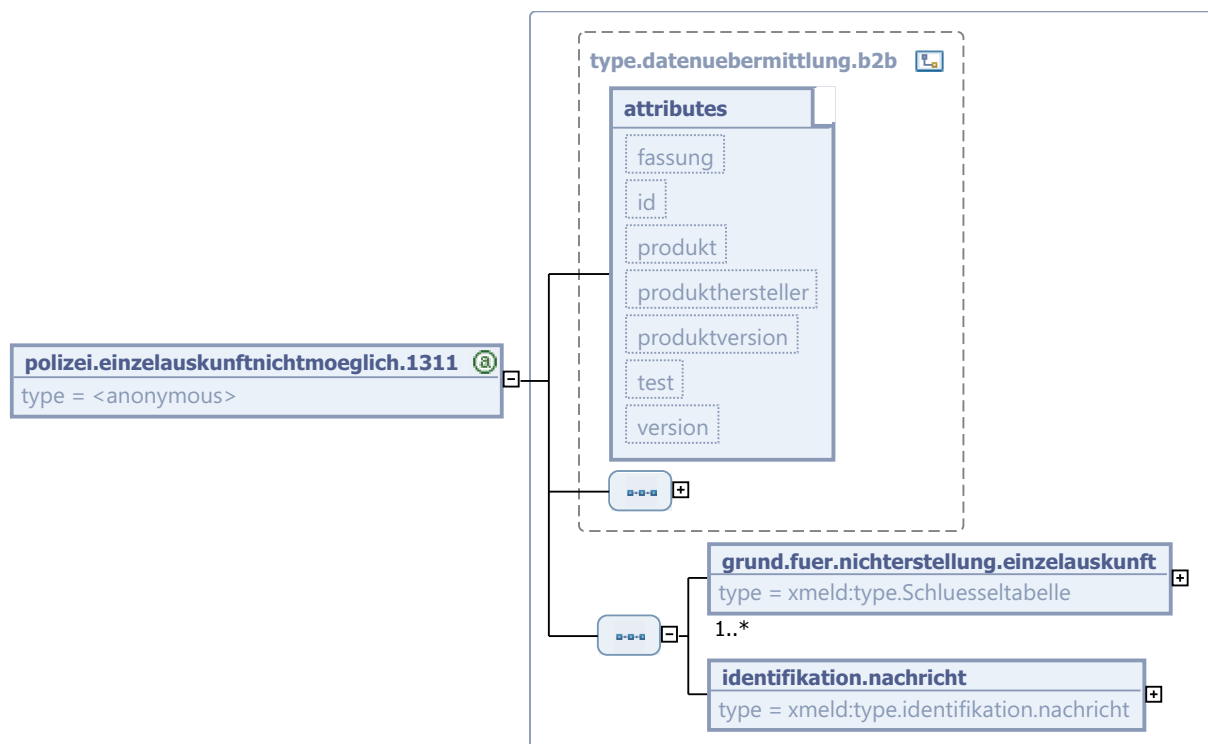 type.datenuebermittlung.b2b
attributes
fassung
id
produkt
produkthersteller
produktversion
test
version
polizei.einzelauskunftnichtmoeglich.1311 @
type = <anonymous>
grund.fuer.nichterstellung.einzelauskunft
type = xmeld:type.Schluesseltabelle
1..*
identifikation.nachricht
type = xmeld:type.identifikation.nachricht